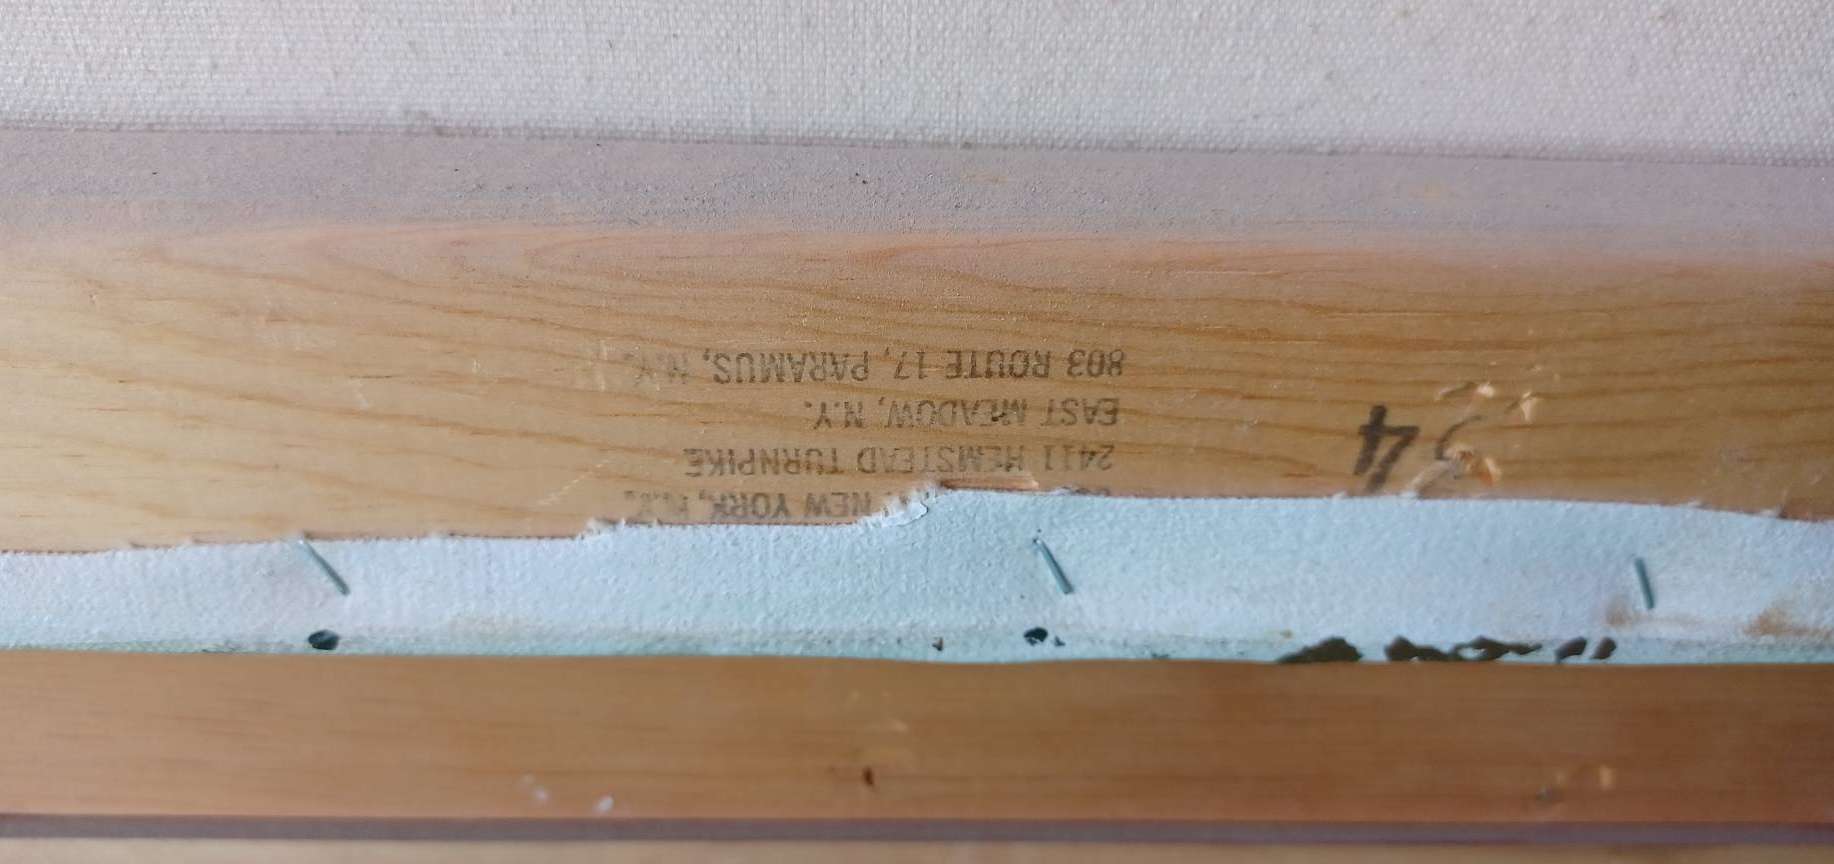 NEW YORK, N.Y.
2411 HEMSTEAD TURNPIKE
EAST MEADOW, N.Y.
803 ROUTE 17, PARAMUS, N.Y.